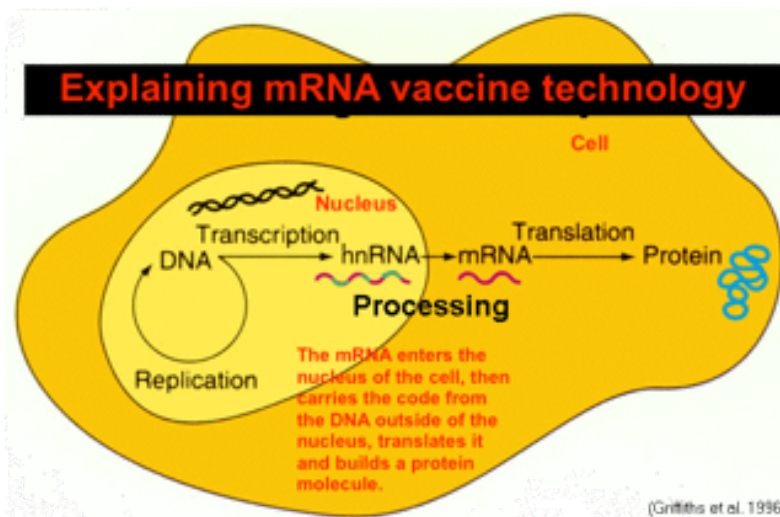 Explaining mRNA vaccine technology
Cell
Nucleus
Transcription
Translation
DNA
hnRNA
mRNA
Protein
Processing
Replication
The mRNA enters the
nucleus of the cell, then
carries the code from
the DNA outside of the
nucleus, translates it
and builds a protein
molecule.
(Griffiths et al. 1996